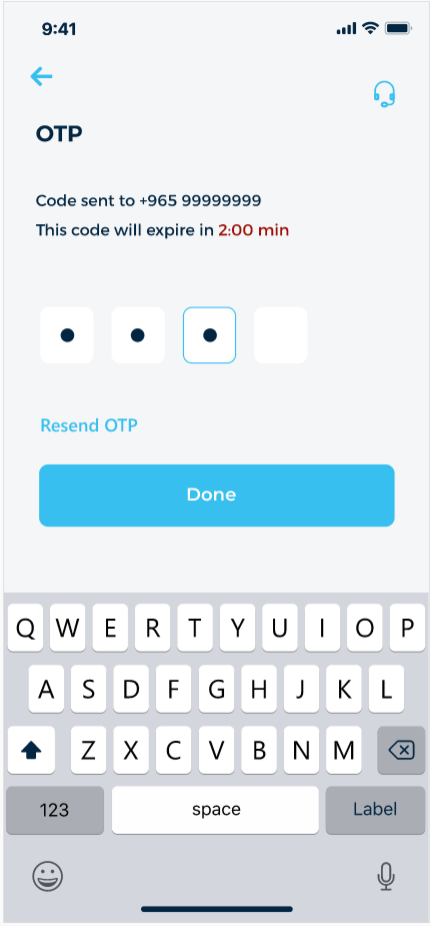 9:41
OTP
Code sent to +965 99999999
This code will expire in 2:00 min
Resend OTP
Done
Q W E R T Y U I O P
A S D F G H J K L
Z X C V B N M
123 space Label